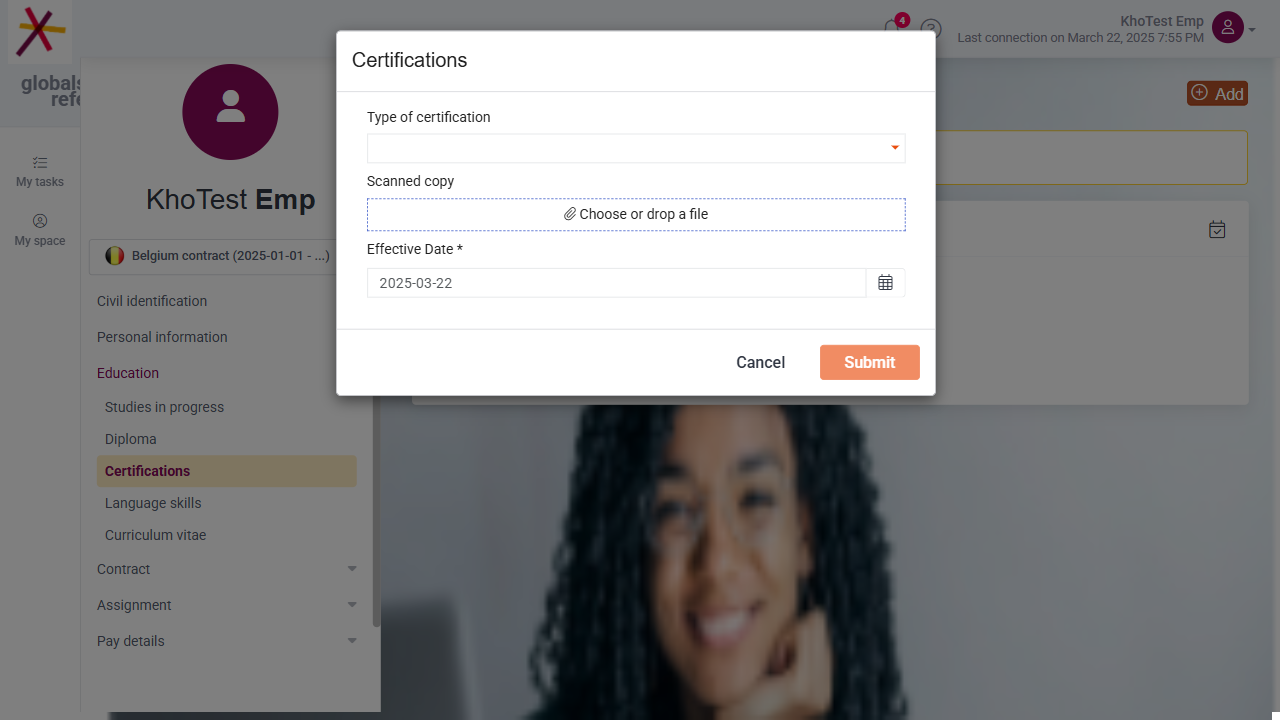 4
KhoTest Emp
Last connection on March 22, 2025 7:55 PM
Certifications
Type of certification
Scanned copy
Choose or drop a file
Effective Date *
2025-03-22
Cancel
Submit
Add
globals
refe
My tasks
My space
KhoTest Emp
Belgium contract (2025-01-01 - ...)
Civil identification
Personal information
Education
Studies in progress
Diploma
Certifications
Language skills
Curriculum vitae
Contract
Assignment
Pay details